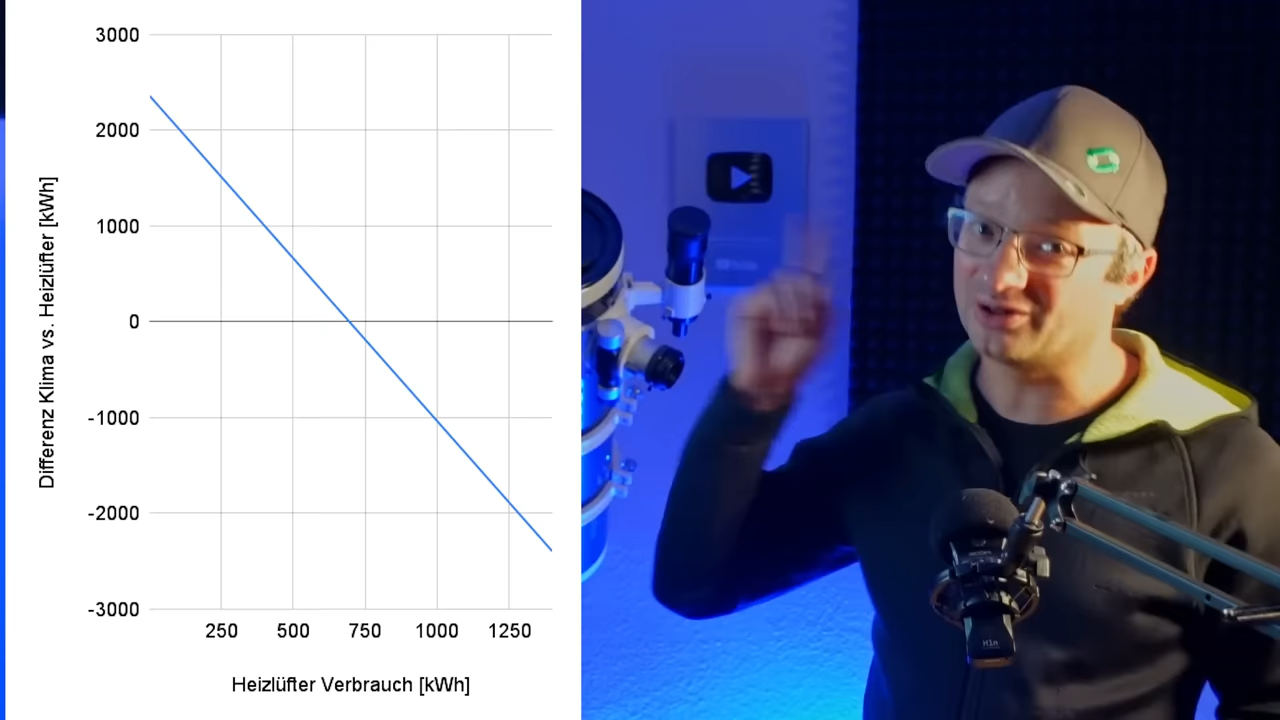 3000
2000
1000
0
-1000
-2000
-3000
Differenz Klima vs. Heizlüfter [kWh]
250 500 750 1000 1250
Heizlüfter Verbrauch [kWh]
H1n